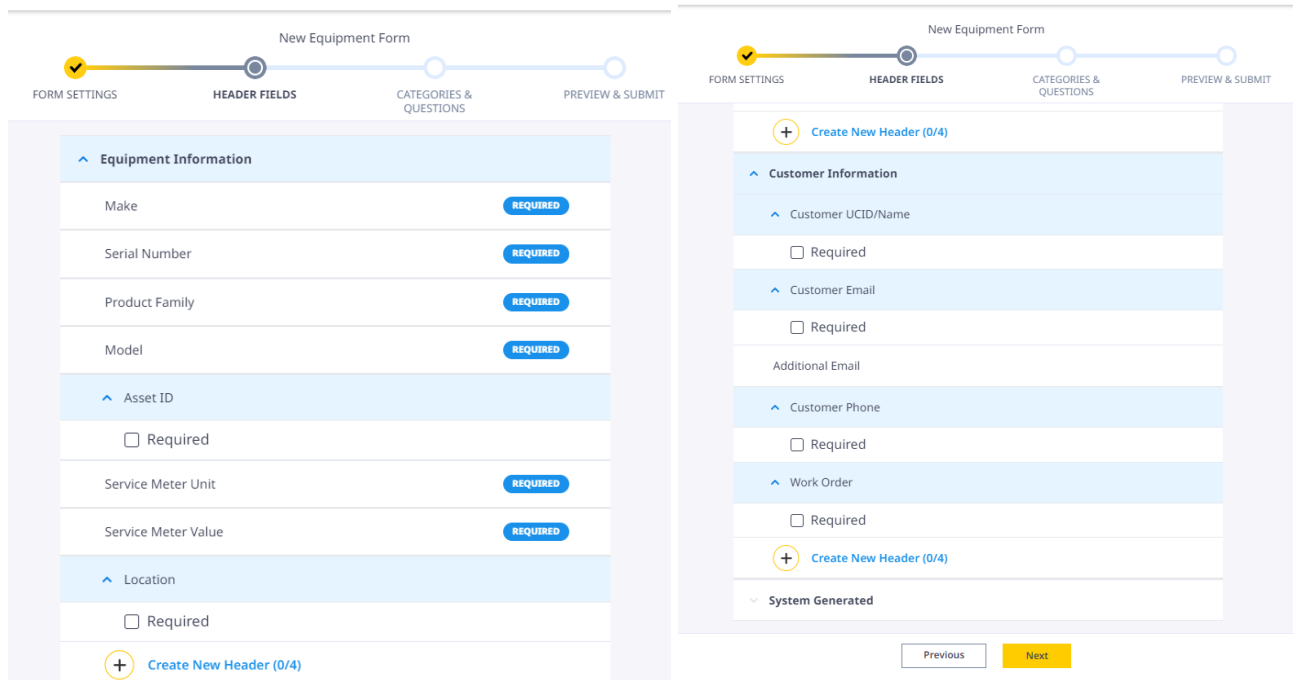 New Equipment Form
FORM SETTINGS
HEADER FIELDS
CATEGORIES &
QUESTIONS
PREVIEW & SUBMIT
Equipment Information
Make REQUIRED
Serial Number REQUIRED
Product Family REQUIRED
Model REQUIRED
Asset ID
Required
Service Meter Unit REQUIRED
Service Meter Value REQUIRED
Location
Required
Create New Header (0/4)
New Equipment Form
FORM SETTINGS
HEADER FIELDS
CATEGORIES &
QUESTIONS
PREVIEW & SUBMIT
Create New Header (0/4)
Customer Information
Customer UCID/Name
Required
Customer Email
Required
Additional Email
Customer Phone
Required
Work Order
Required
Create New Header (0/4)
System Generated
Previous Next